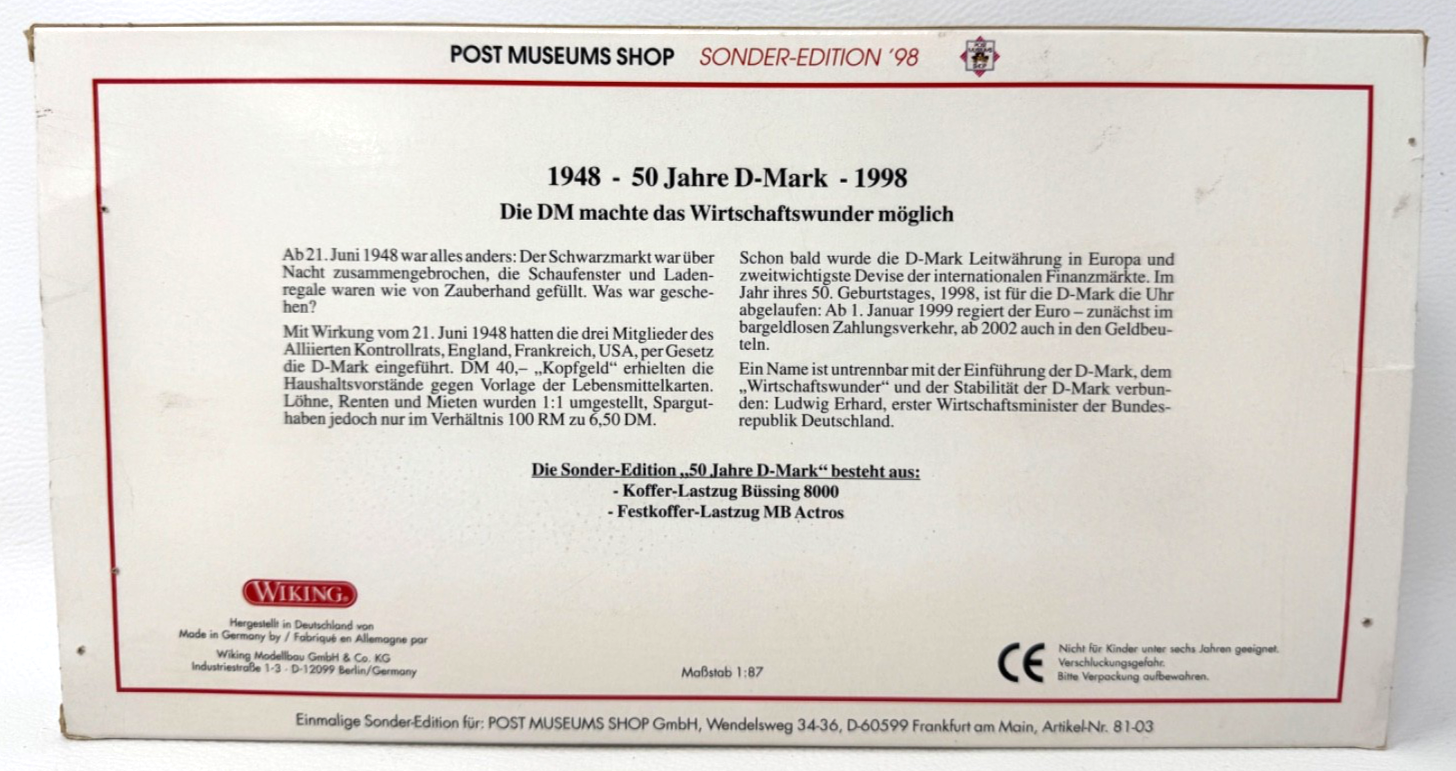 POST MUSEUMS SHOP SONDER-EDITION '98
POST
MUSEUMS
SHOP
1948 - 50 Jahre D-Mark - 1998
Die DM machte das Wirtschaftswunder möglich
Ab 21. Juni 1948 war alles anders: Der Schwarzmarkt war über
Nacht zusammengebrochen, die Schaufenster und Laden-
regale waren wie von Zauberhand gefüllt. Was war gesche-
hen?
Mit Wirkung vom 21. Juni 1948 hatten die drei Mitglieder des
Alliierten Kontrollrats, England, Frankreich, USA, per Gesetz
die D-Mark eingeführt. DM 40,– „Kopfgeld“ erhielten die
Haushaltsvorstände gegen Vorlage der Lebensmittelkarten.
Löhne, Renten und Mieten wurden 1:1 umgestellt, Spargut-
haben jedoch nur im Verhältnis 100 RM zu 6,50 DM.
Schon bald wurde die D-Mark Leitwährung in Europa und
zweitwichtigste Devise der internationalen Finanzmärkte. Im
Jahr ihres 50. Geburtstages, 1998, ist für die D-Mark die Uhr
abgelaufen: Ab 1. Januar 1999 regiert der Euro – zunächst im
bargeldlosen Zahlungsverkehr, ab 2002 auch in den Geldbeu-
teln.
Ein Name ist untrennbar mit der Einführung der D-Mark, dem
„Wirtschaftswunder“ und der Stabilität der D-Mark verbun-
den: Ludwig Erhard, erster Wirtschaftsminister der Bundes-
republik Deutschland.
Die Sonder-Edition „50 Jahre D-Mark“ besteht aus:
- Koffer-Lastzug Büssing 8000
- Festkoffer-Lastzug MB Actros
WIKING®
Hergestellt in Deutschland von
Made in Germany by / Fabriqué en Allemagne par
Wiking Modellbau GmbH & Co. KG
Industriestraße 1-3 · D-12099 Berlin/Germany
Maßstab 1:87
CE
Nicht für Kinder unter sechs Jahren geeignet.
Verschluckungsgefahr.
Bitte Verpackung aufbewahren.
Einmalige Sonder-Edition für: POST MUSEUMS SHOP GmbH, Wendelsweg 34-36, D-60599 Frankfurt am Main, Artikel-Nr. 81-03